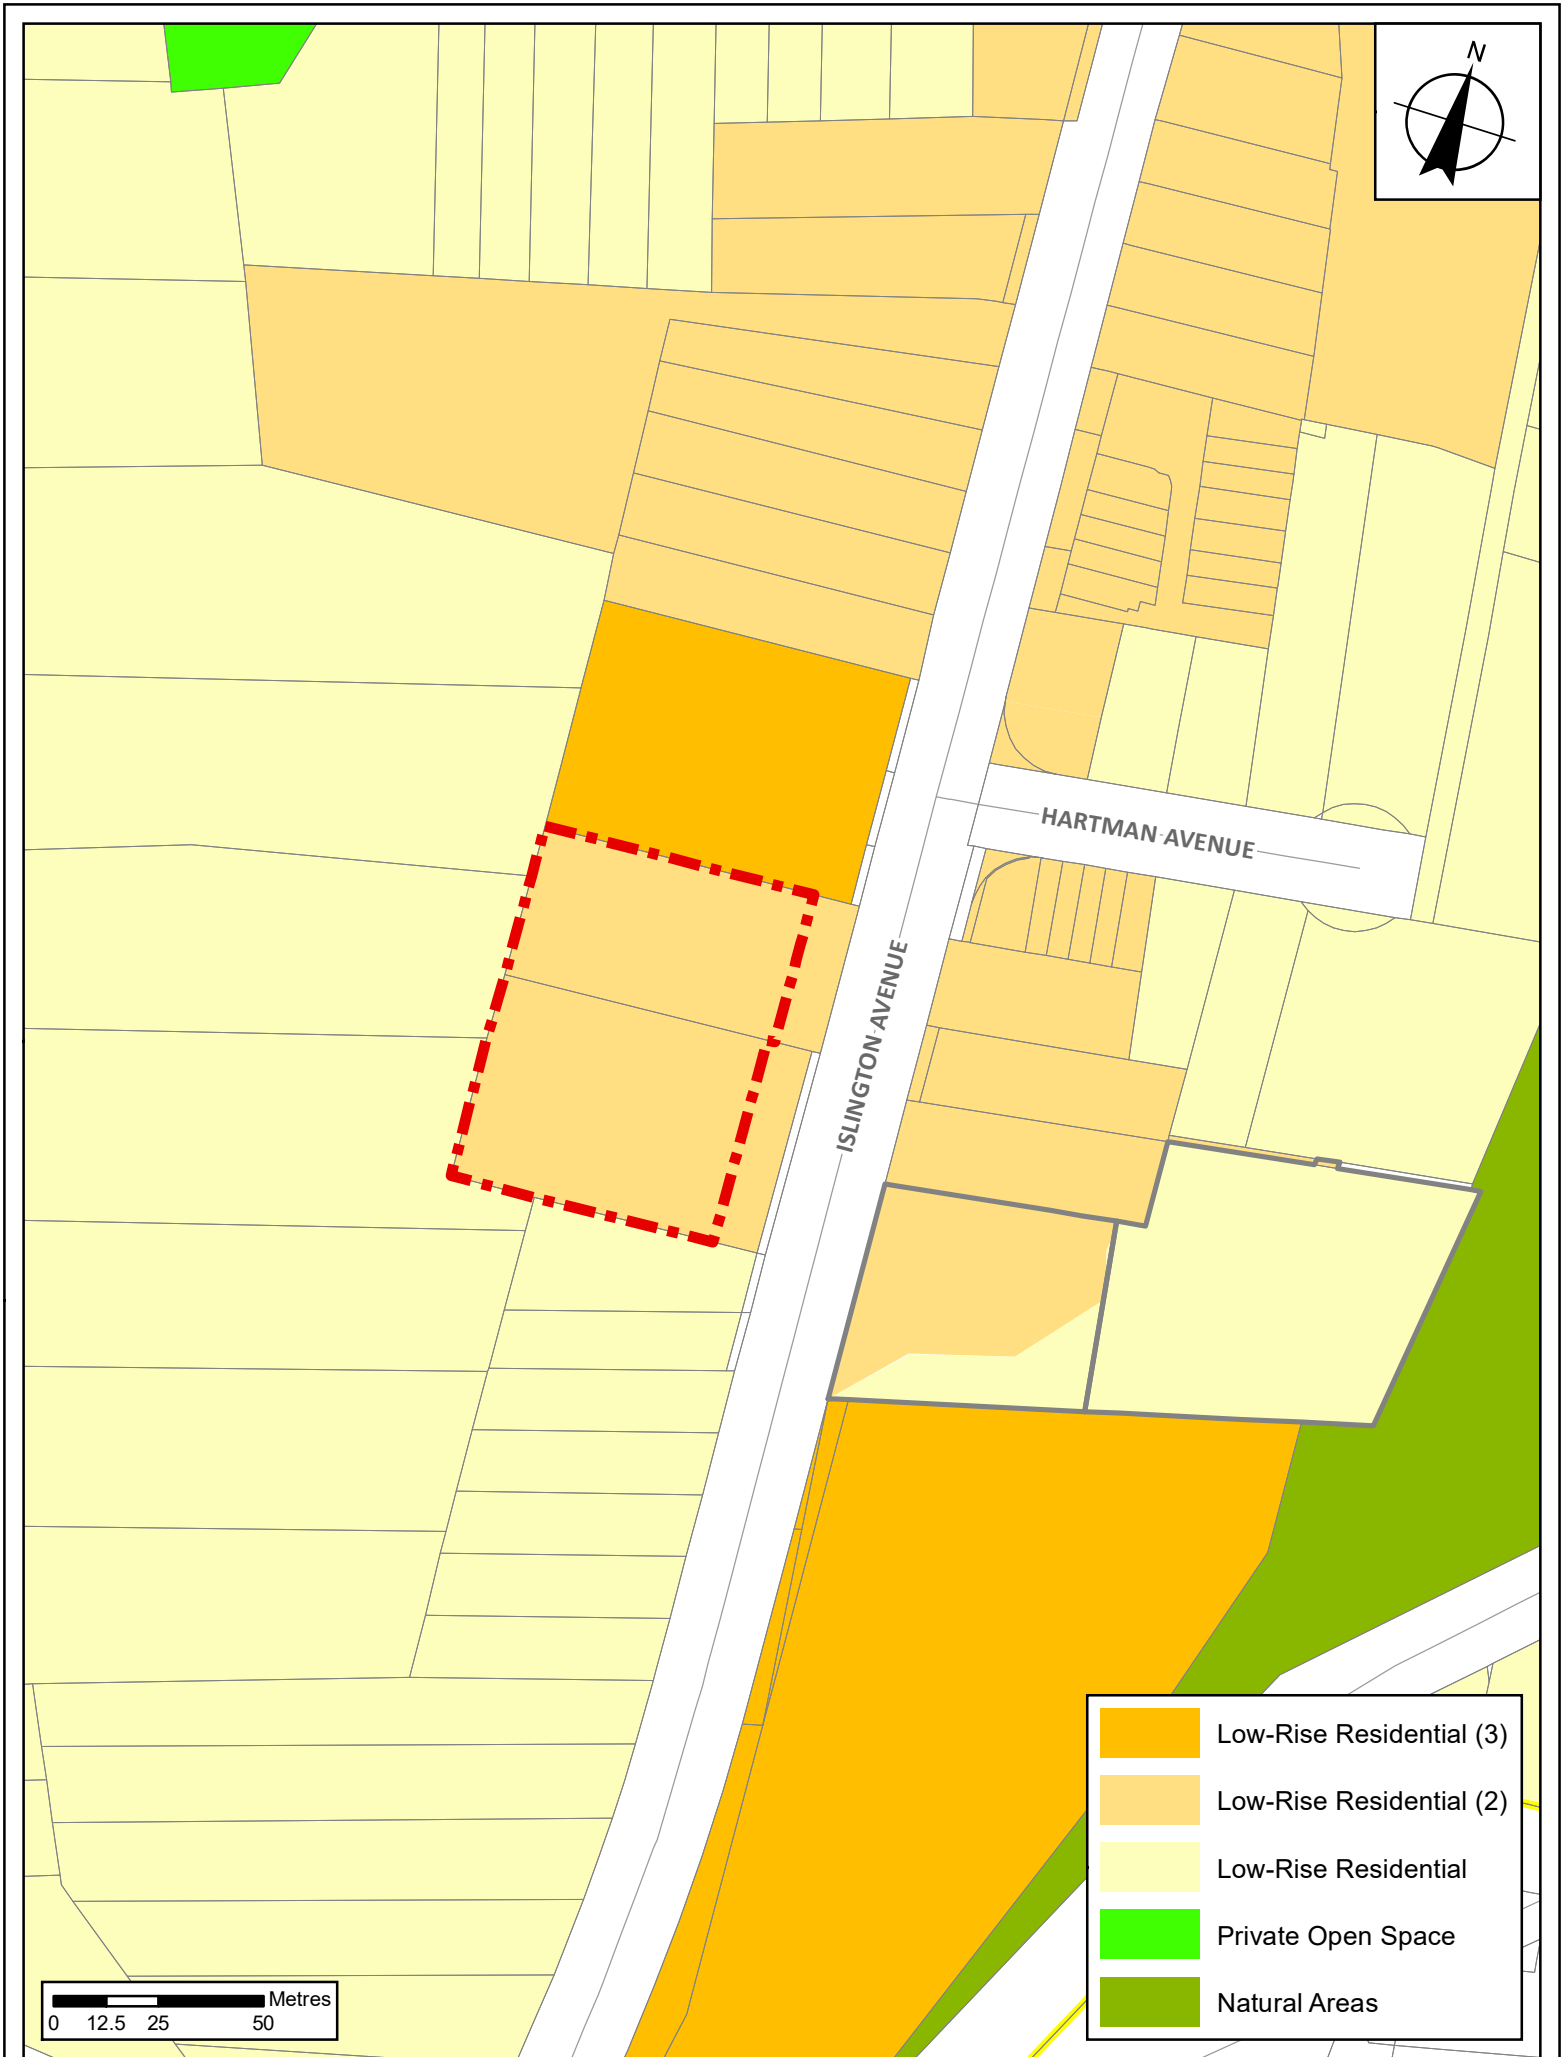 N
HARTMAN AVENUE
ISLINGTON AVENUE
Low-Rise Residential (3)
Low-Rise Residential (2)
Low-Rise Residential
Private Open Space
Natural Areas
Metres
0 12.5 25 50